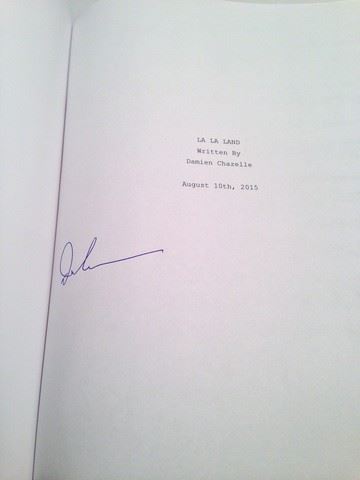 LA LA LAND
Written By
Damien Chazelle
August 10th, 2015